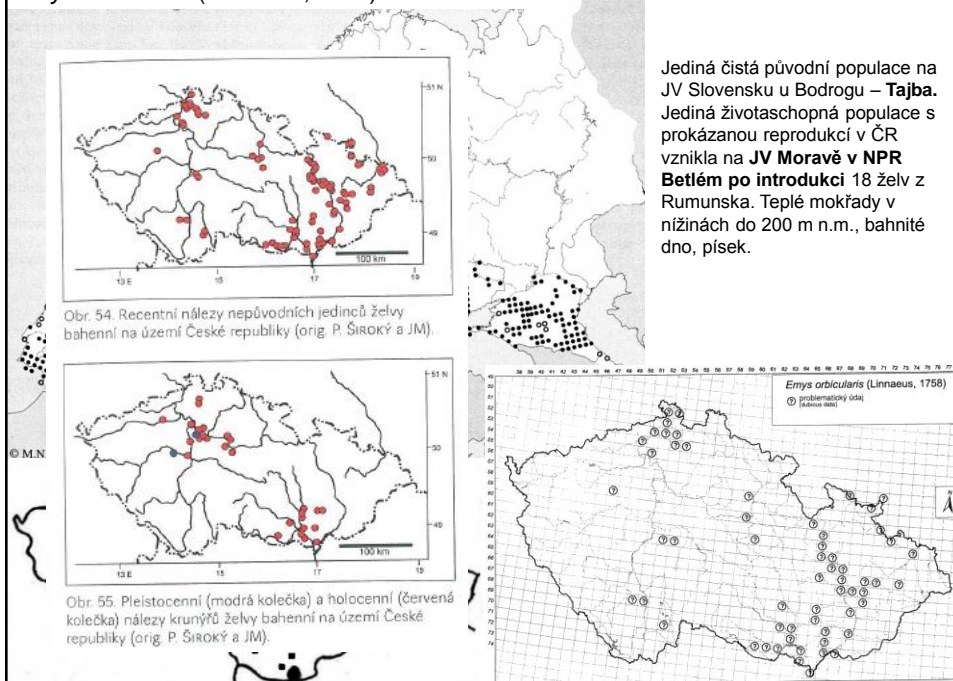 Jediná čistá původní populace na
JV Slovensku u Bodrogu – Tajba.
Jediná životaschopná populace s
prokázanou reprodukcí v ČR
vznikla na JV Moravě v NPR
Betlém po introdukci 18 želv z
Rumunska. Teplé mokřady v
nížinách do 200 m n.m., bahnité
dno, písek.
51 N
50
49
100 km
13 E
15
17
19
Obr. 54. Recentní nálezy nepůvodních jedinců želvy
bahenní na území České republiky (orig. P. ŠIROKÝ a JM).
© M.N
51 N
50
49
100 km
13 E
15
17
19
Obr. 55. Pleistocenní (modrá kolečka) a holocenní (červená
kolečka) nálezy krunýřů želvy bahenní na území České
republiky (orig. P. ŠIROKÝ a JM).
Emys orbicularis (Linnaeus, 1758)
? problematický údaj
(dubious data)